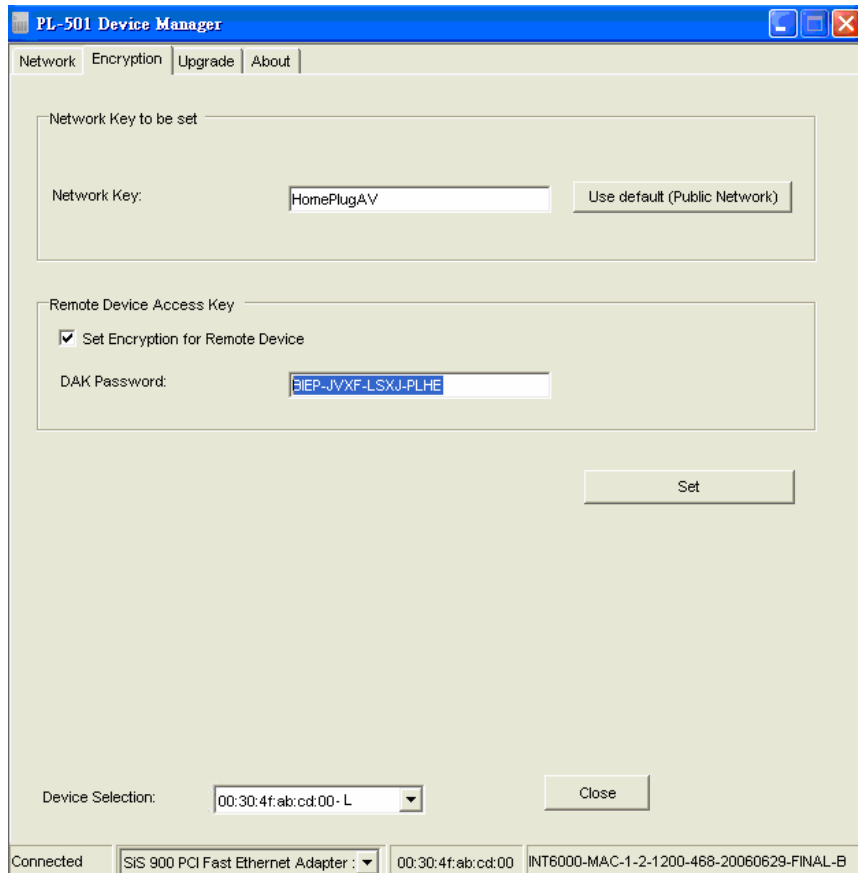 PL-501 Device Manager
Network Encryption Upgrade About
Network Key to be set
Network Key: HomePlugAV Use default (Public Network)
Remote Device Access Key
Set Encryption for Remote Device
DAK Password: BIEP-JVXF-LSXJ-PLHE
Set
Device Selection: 00:30:4f:ab:cd:00 - L Close
Connected SiS 900 PCI Fast Ethernet Adapter : 00:30:4f:ab:cd:00 INT6000-MAC-1-2-1200-468-20060629-FINAL-B